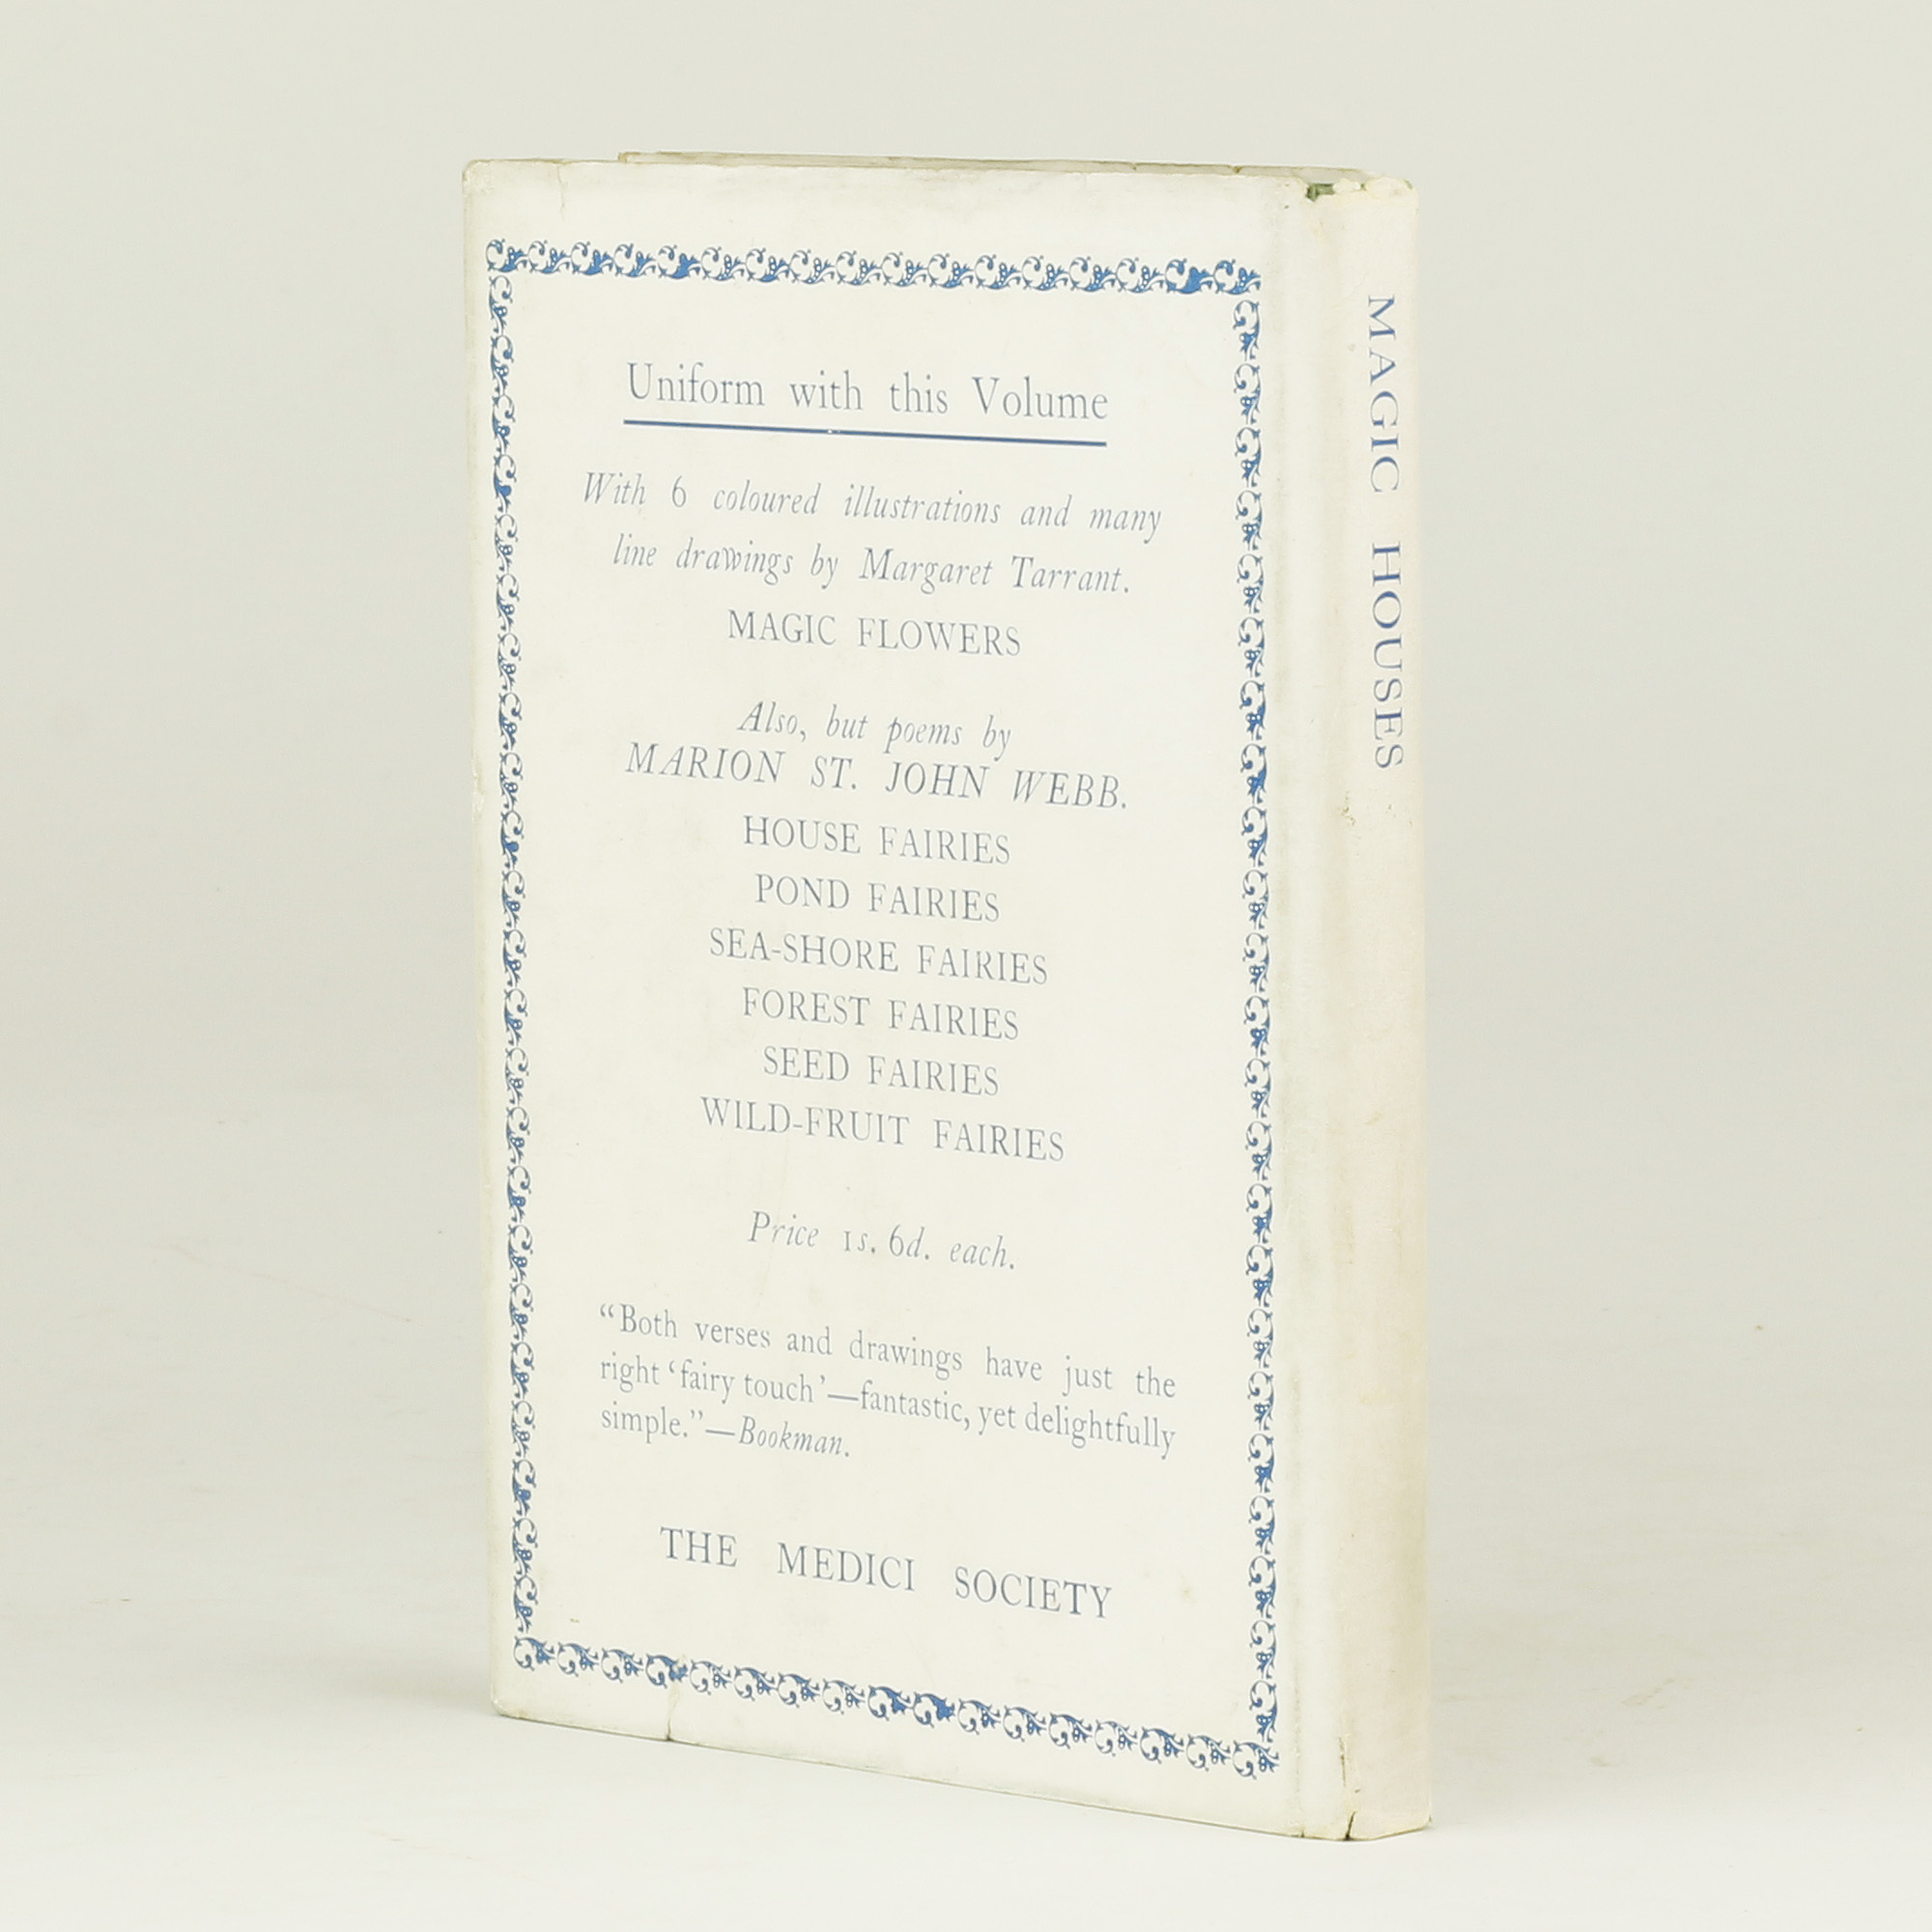 Uniform with this Volume
With 6 coloured illustrations and many
line drawings by Margaret Tarrant.
MAGIC FLOWERS
Also, but poems by
MARION ST. JOHN WEBB.
HOUSE FAIRIES
POND FAIRIES
SEA-SHORE FAIRIES
FOREST FAIRIES
SEED FAIRIES
WILD-FRUIT FAIRIES
Price 1s. 6d. each.
“Both verses and drawings have just the
right ‘fairy touch’—fantastic, yet delightfully
simple.”—Bookman.
THE MEDICI SOCIETY
MAGIC HOUSES